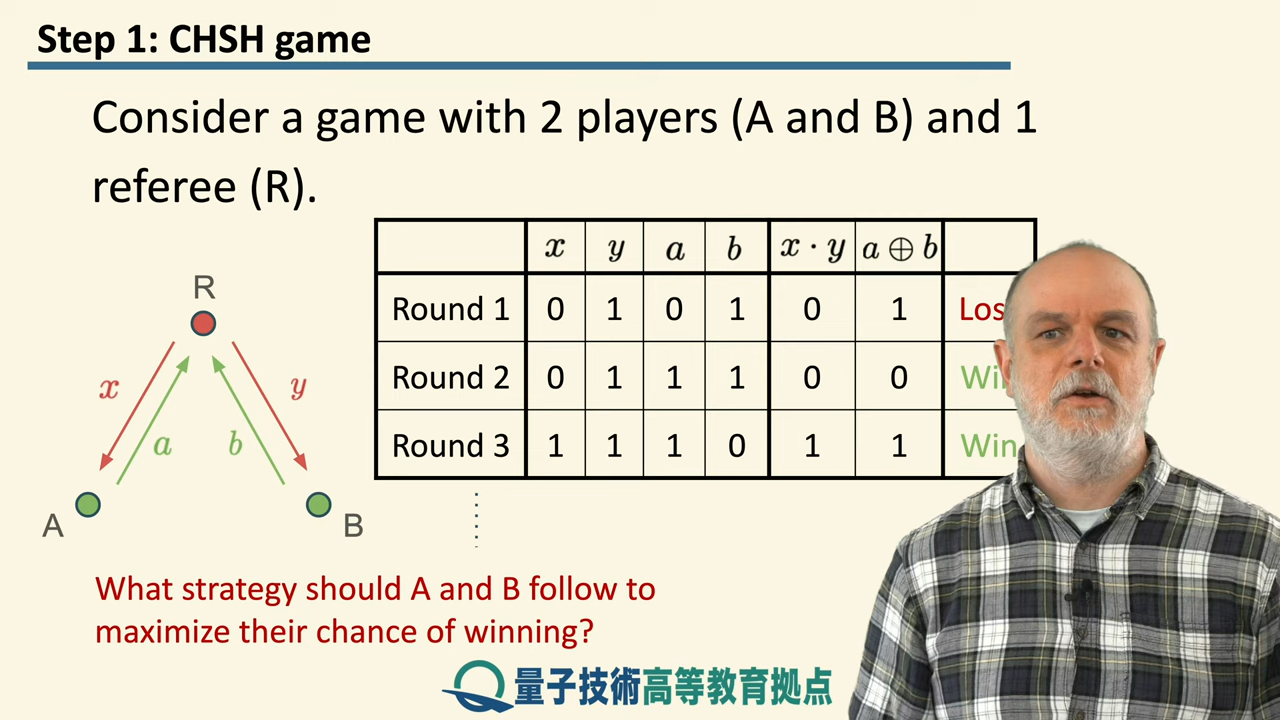 Step 1: CHSH game
Consider a game with 2 players (A and B) and 1
referee (R).
x y a b x · y a ⊕ b
Round 1 0 1 0 1 0 1 Los
Round 2 0 1 1 1 0 0 Wi
Round 3 1 1 1 0 1 1 Win
R
x
y
a
b
A
B
What strategy should A and B follow to
maximize their chance of winning?
量子技術高等教育拠点